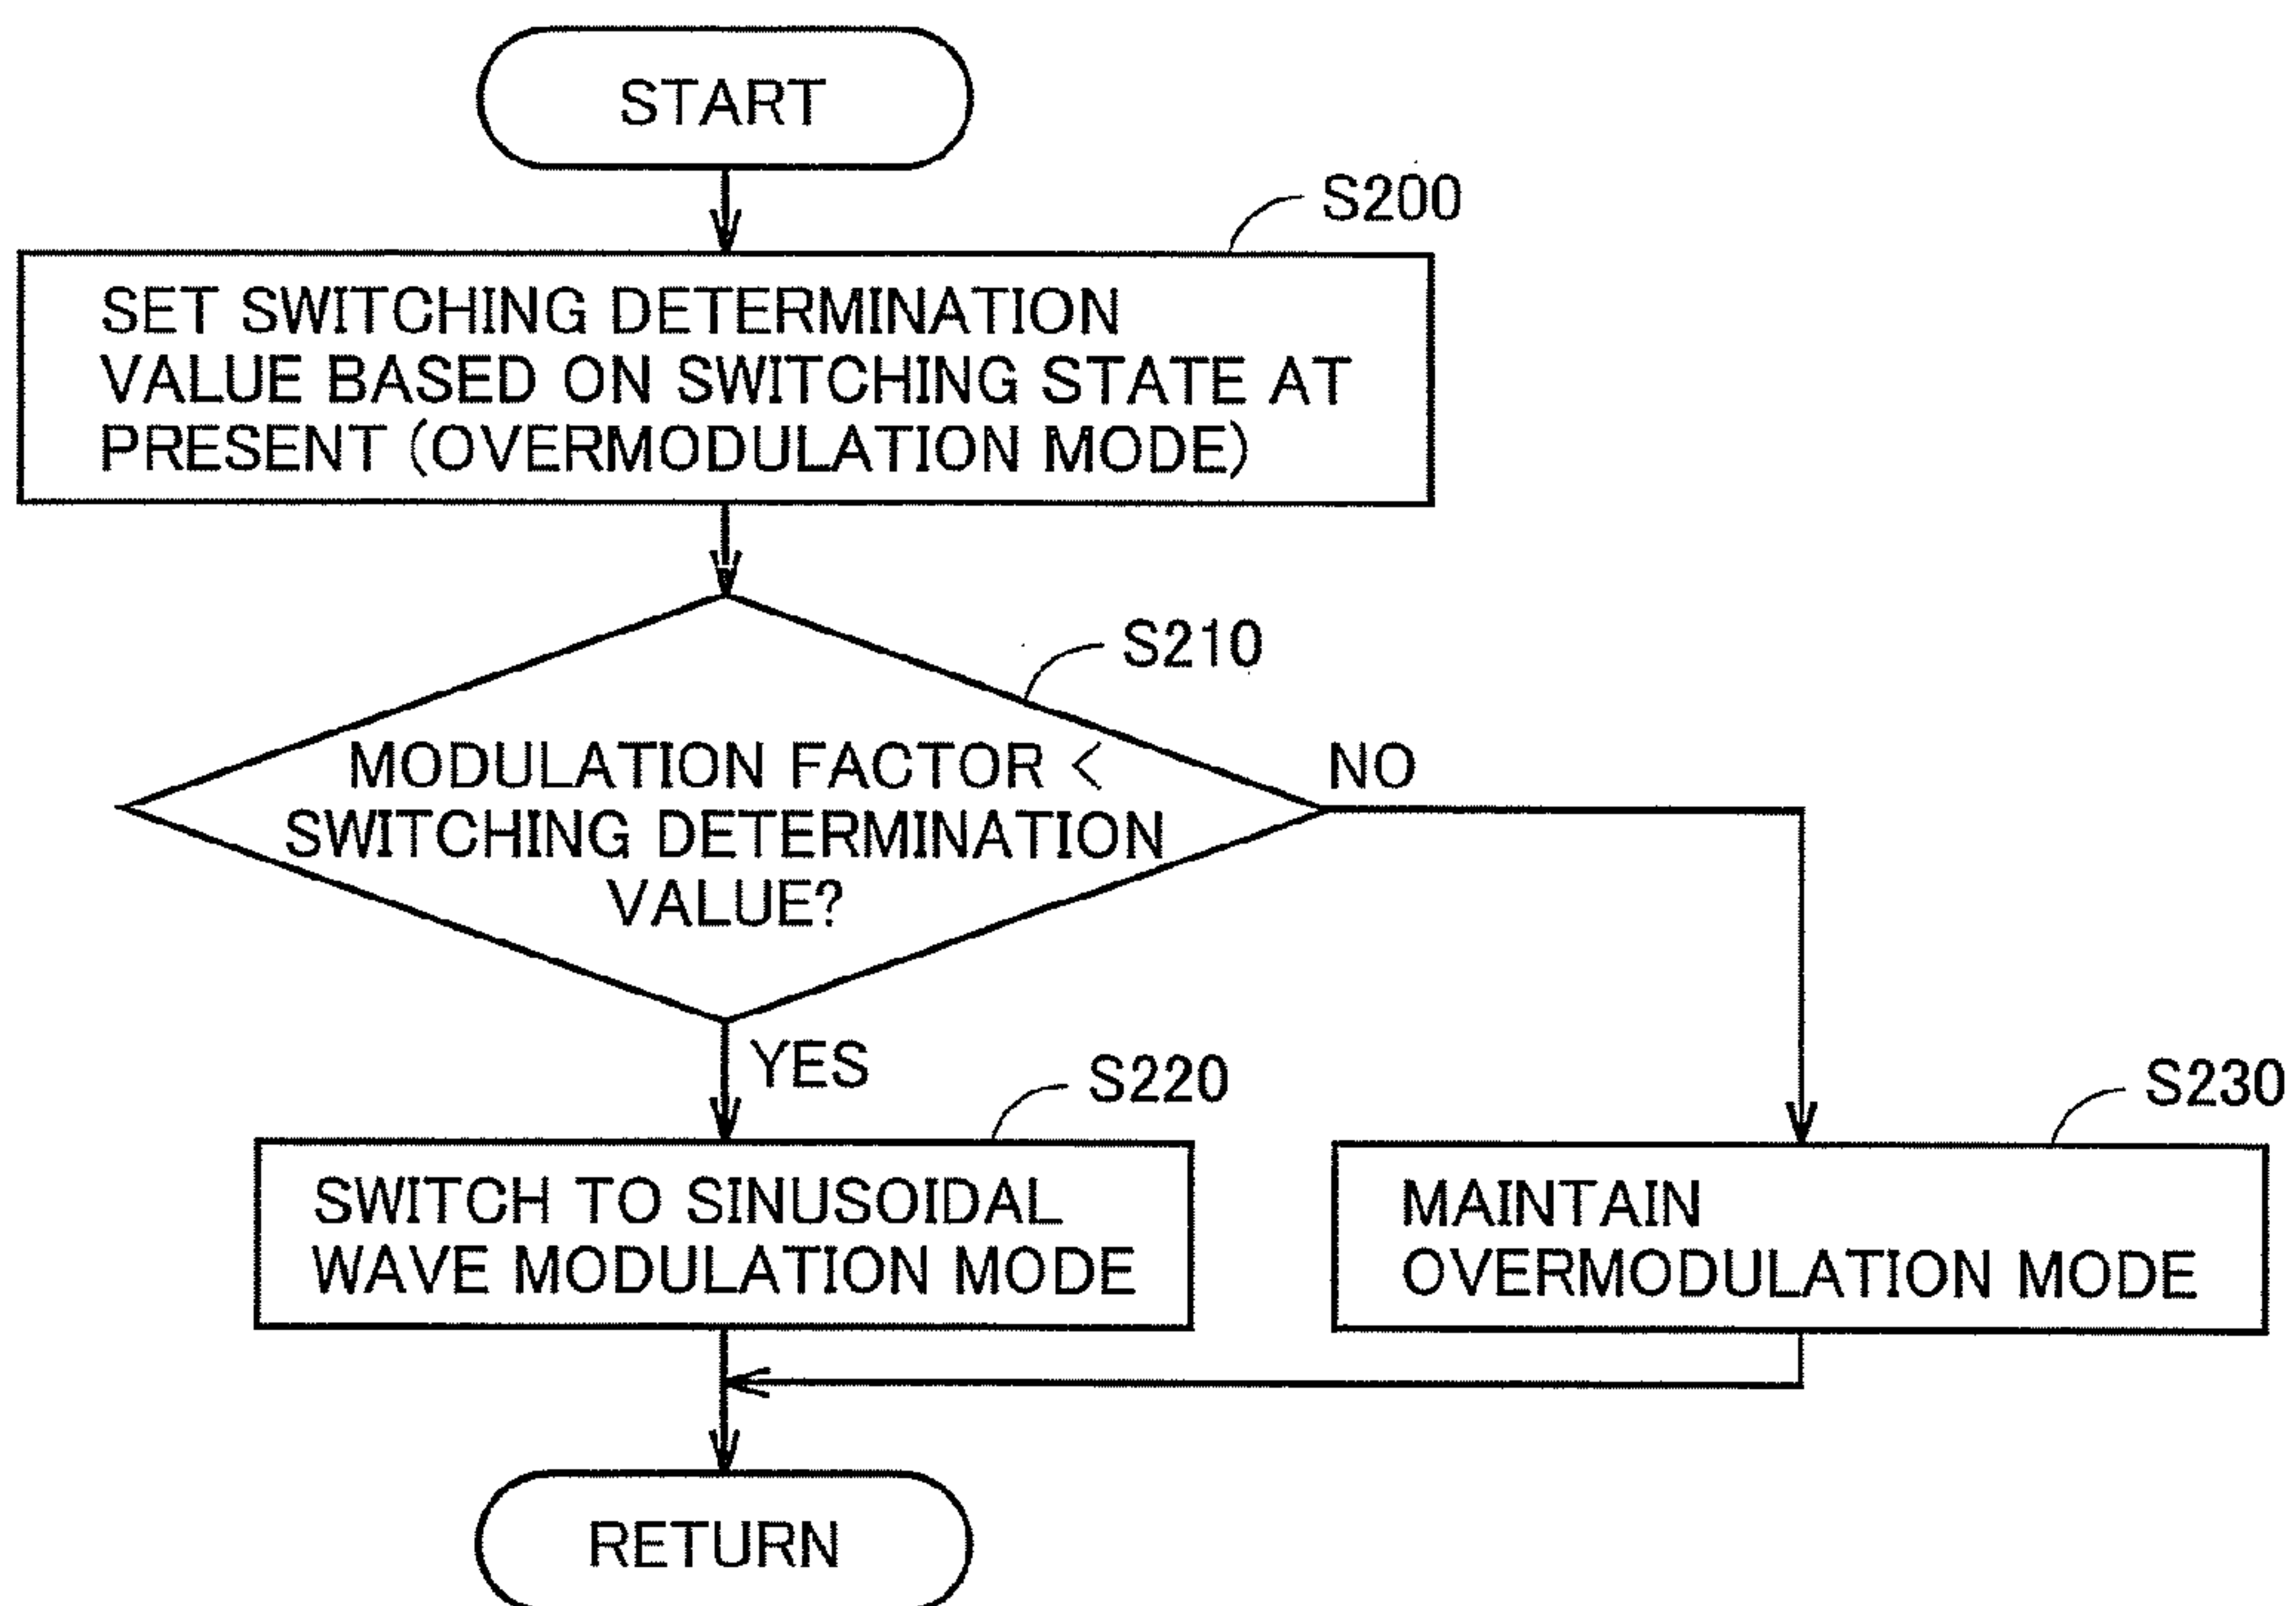 START
S200
SET SWITCHING DETERMINATION
VALUE BASED ON SWITCHING STATE AT
PRESENT (OVERMODULATION MODE)
S210
MODULATION FACTOR <
SWITCHING DETERMINATION
VALUE?
NO
YES
S220
SWITCH TO SINUSOIDAL
WAVE MODULATION MODE
S230
MAINTAIN
OVERMODULATION MODE
RETURN